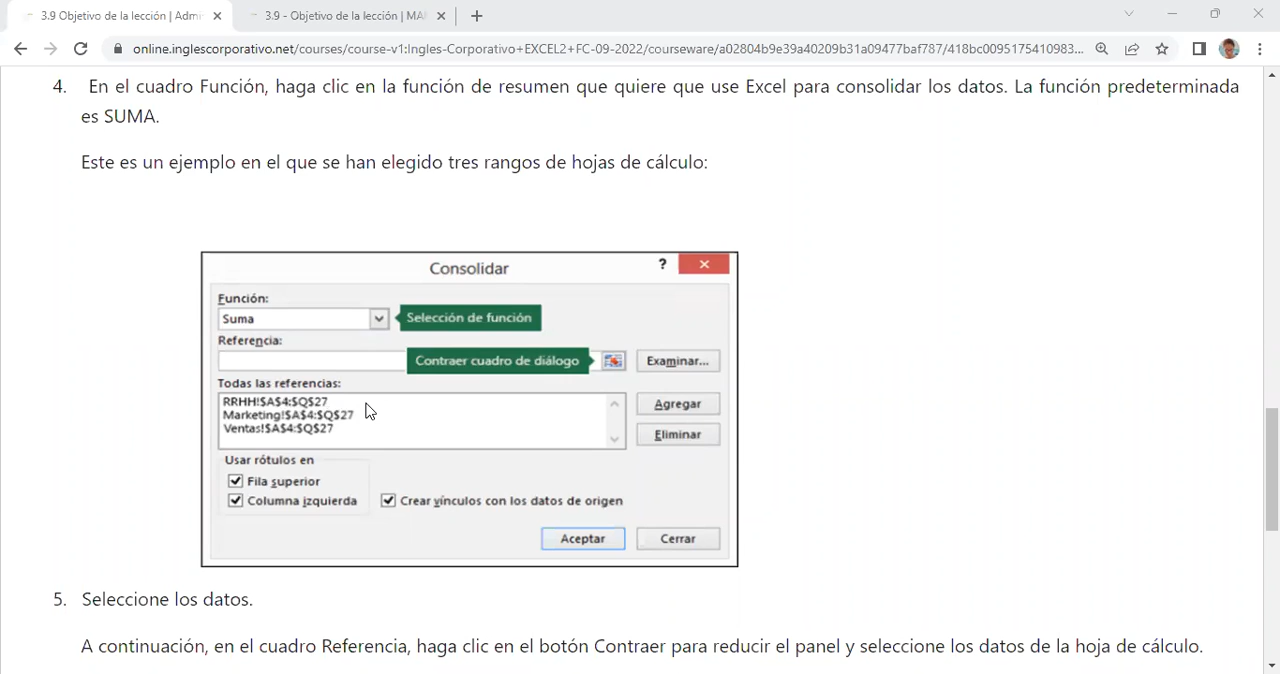 3.9 Objetivo de la lección | Admi
3.9 - Objetivo de la lección | MA
online.inglescorporativo.net/courses/course-v1:Ingles-Corporativo+EXCEL2+FC-09-2022/courseware/a02804b9e39a40209b31a09477baf787/418bc0095175410983...
4. En el cuadro Función, haga clic en la función de resumen que quiere que use Excel para consolidar los datos. La función predeterminada
es SUMA.
Este es un ejemplo en el que se han elegido tres rangos de hojas de cálculo:
Consolidar
?
Función:
Suma
Selección de función
Referencia:
Contraer cuadro de diálogo
Examinar...
Todas las referencias:
RRHH!$A$4:$Q$27
Marketing!$A$4:$Q$27
Ventas!$A$4:$Q$27
Agregar
Eliminar
Usar rótulos en
Fila superior
Columna izquierda
Crear vínculos con los datos de origen
Aceptar
Cerrar
5. Seleccione los datos.
A continuación, en el cuadro Referencia, haga clic en el botón Contraer para reducir el panel y seleccione los datos de la hoja de cálculo.